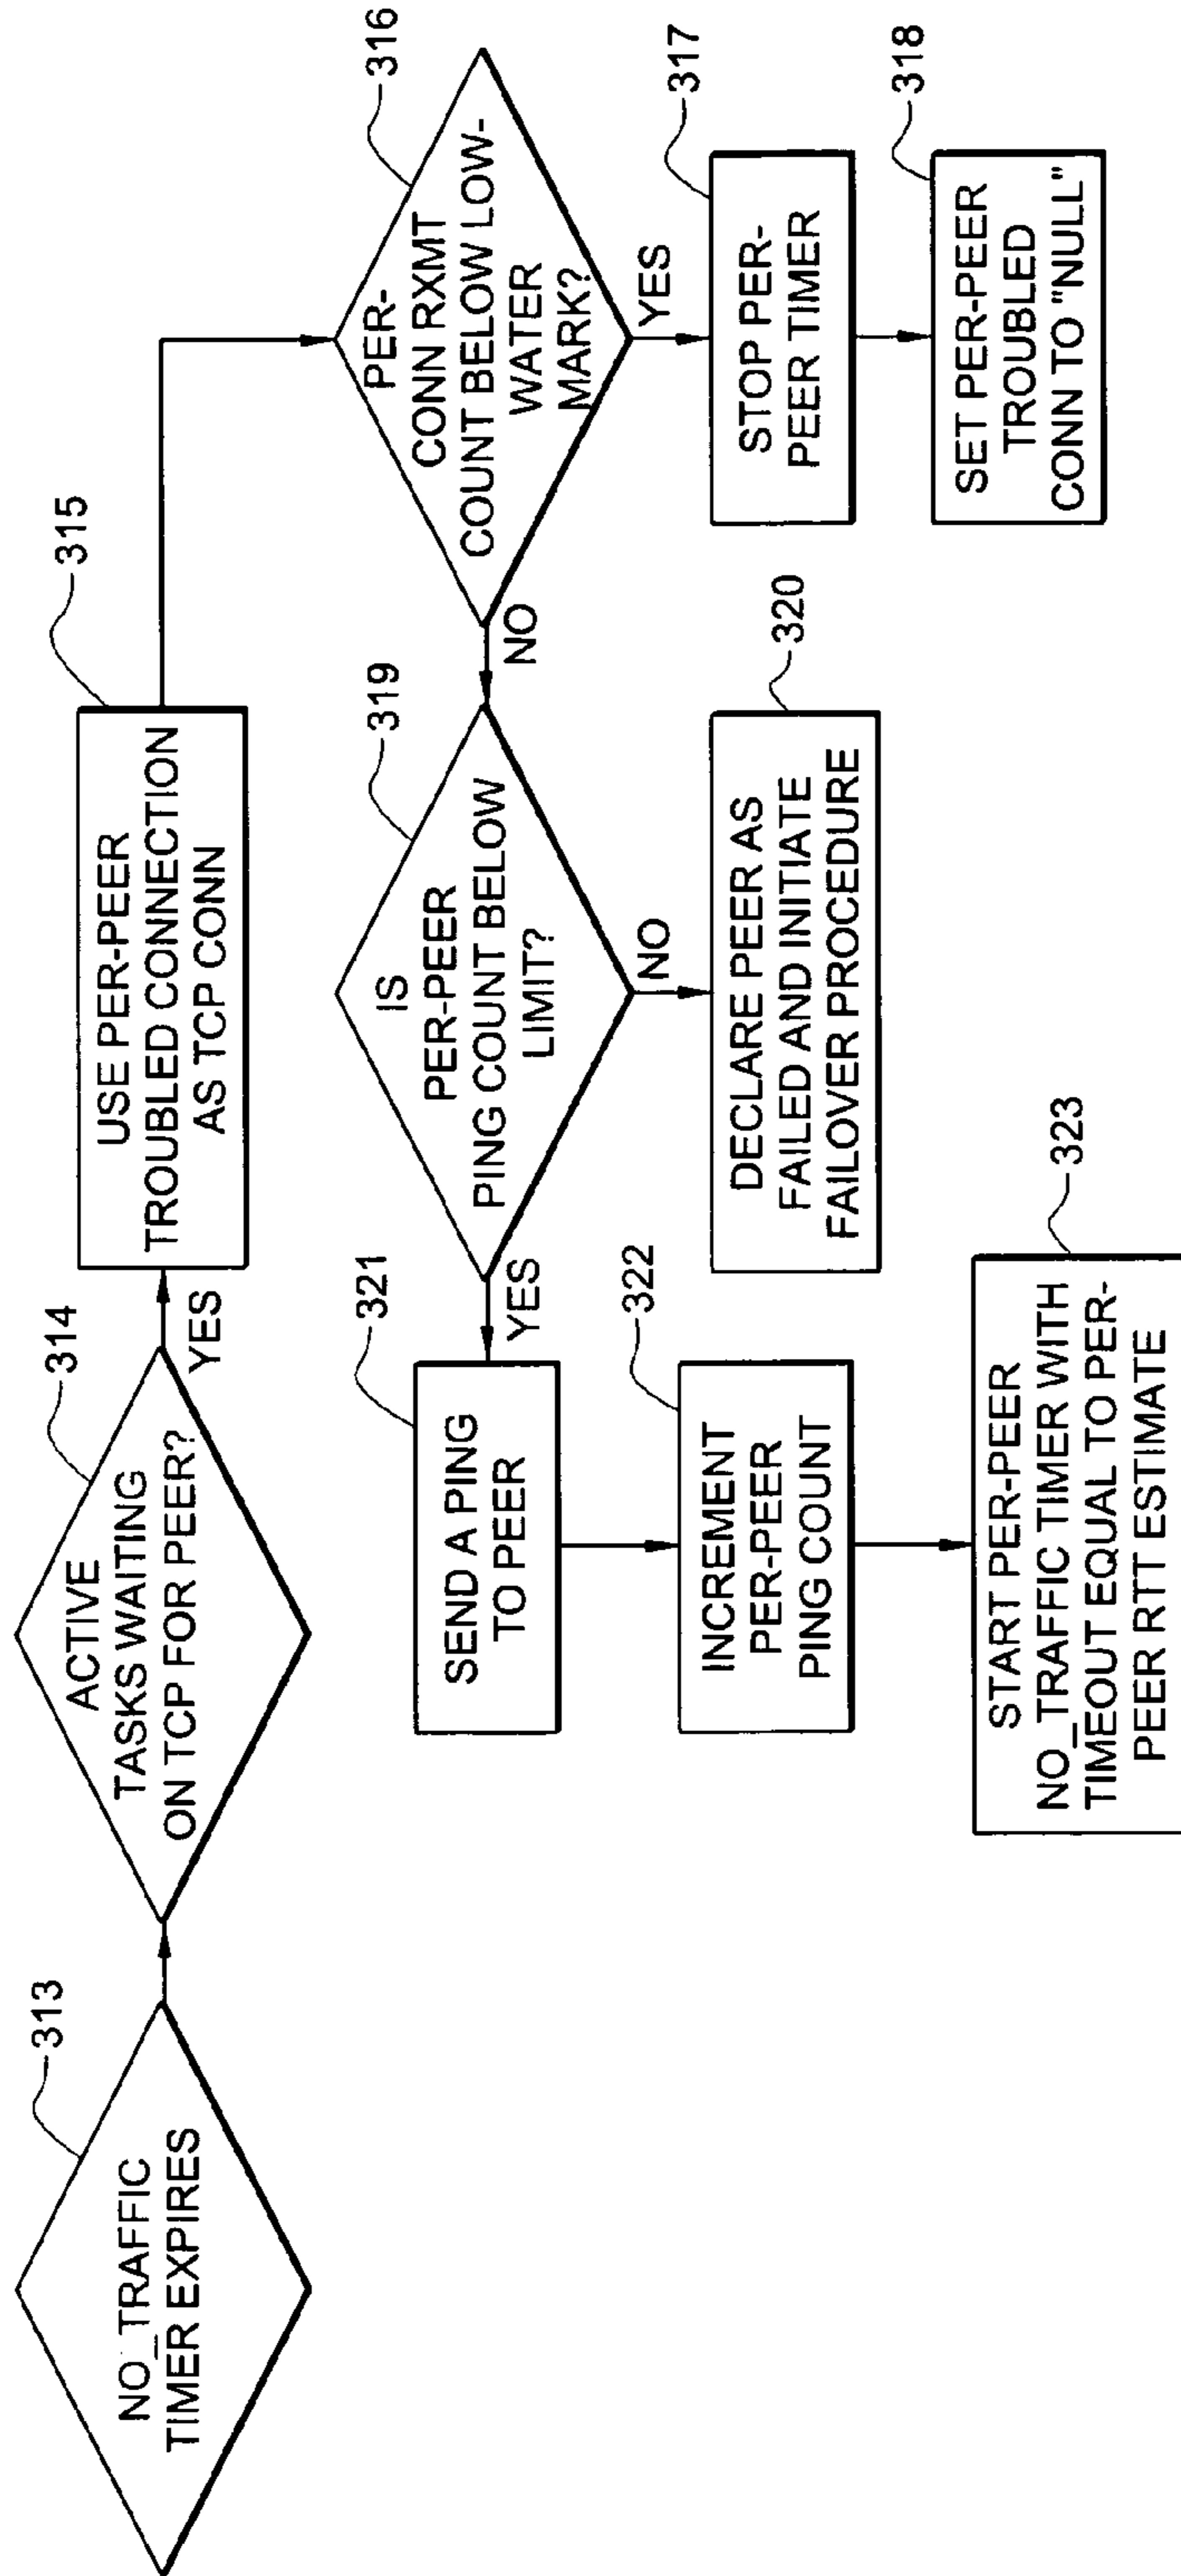 313
NO_TRAFFIC
TIMER EXPIRES
314
ACTIVE
TASKS WAITING
ON TCP FOR PEER?
YES
315
USE PER-PEER
TROUBLED CONNECTION
AS TCP CONN
316
PER-
CONN RXMT
COUNT BELOW LOW-
WATER
MARK?
YES
NO
317
STOP PER-
PEER TIMER
318
SET PER-PEER
TROUBLED
CONN TO "NULL"
319
IS
PER-PEER
PING COUNT BELOW
LIMIT?
NO
YES
320
DECLARE PEER AS
FAILED AND INITIATE
FAILOVER PROCEDURE
321
SEND A PING
TO PEER
322
INCREMENT
PER-PEER
PING COUNT
323
START PER-PEER
NO_TRAFFIC TIMER WITH
TIMEOUT EQUAL TO PER-
PEER RTT ESTIMATE